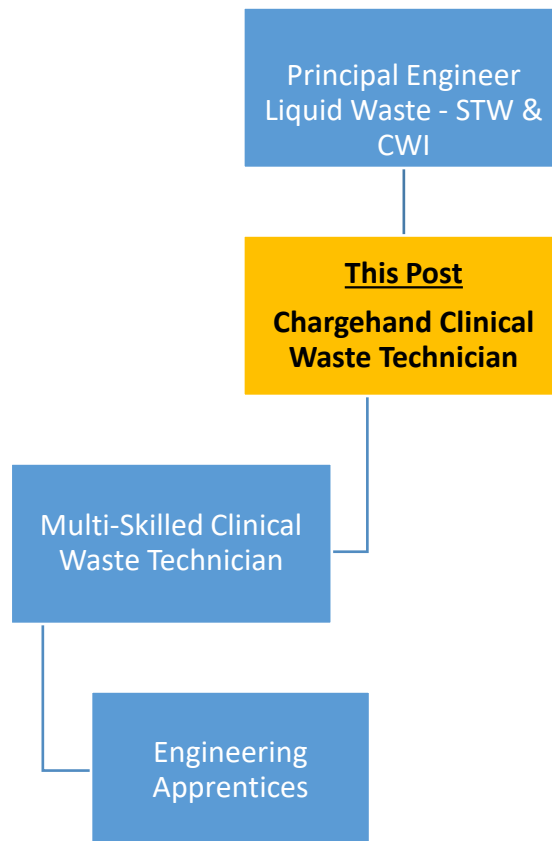 Principal Engineer
Liquid Waste - STW &
CWI
This Post
Chargehand Clinical
Waste Technician
Multi-Skilled Clinical
Waste Technician
Engineering
Apprentices